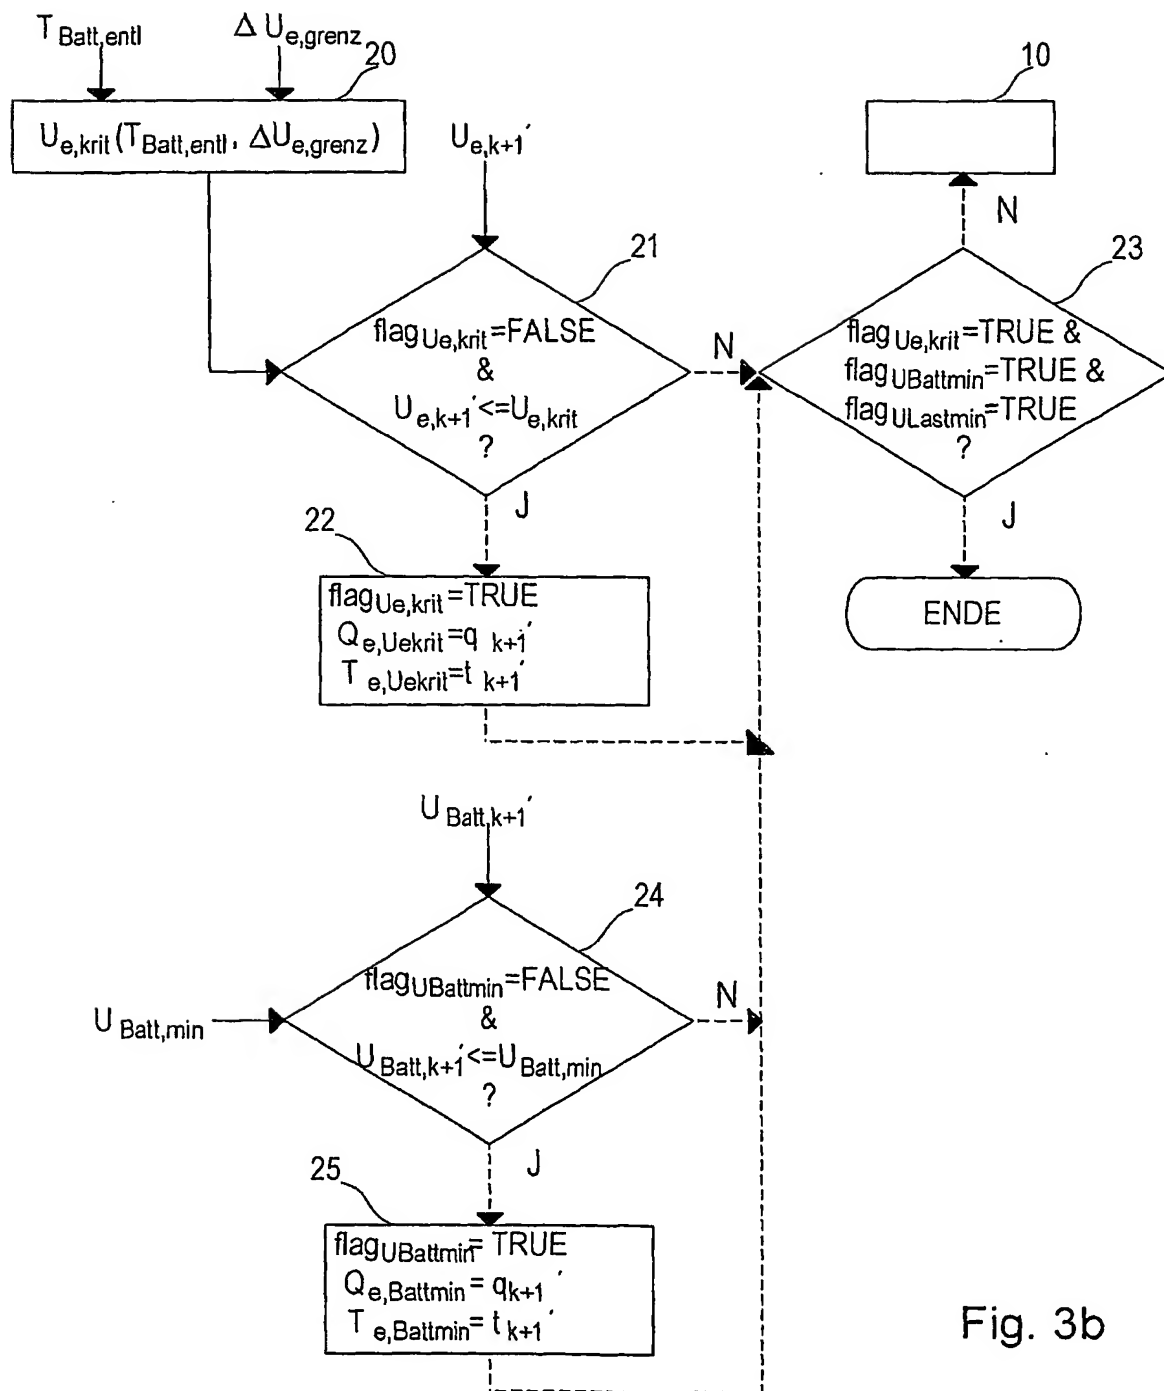 T Batt,entl
Δ U e,grenz
20
U e,krit (T Batt,entl, ΔU e,grenz)
U e,k+1′
10
N
21
flag Ue,krit =FALSE
&
U e,k+1′ <=U e,krit
?
N
J
23
flag Ue,krit =TRUE &
flag UBattmin =TRUE &
flag ULastmin =TRUE
?
J
ENDE
22
flag Ue,krit =TRUE
Q e,Uekrit =q k+1′
T e,Uekrit =t k+1′
U Batt,k+1′
24
U Batt,min
flag UBattmin =FALSE
&
U Batt,k+1′ <=U Batt,min
?
N
J
25
flag UBattmin = TRUE
Q e,Battmin = q k+1′
T e,Battmin = t k+1′
Fig. 3b